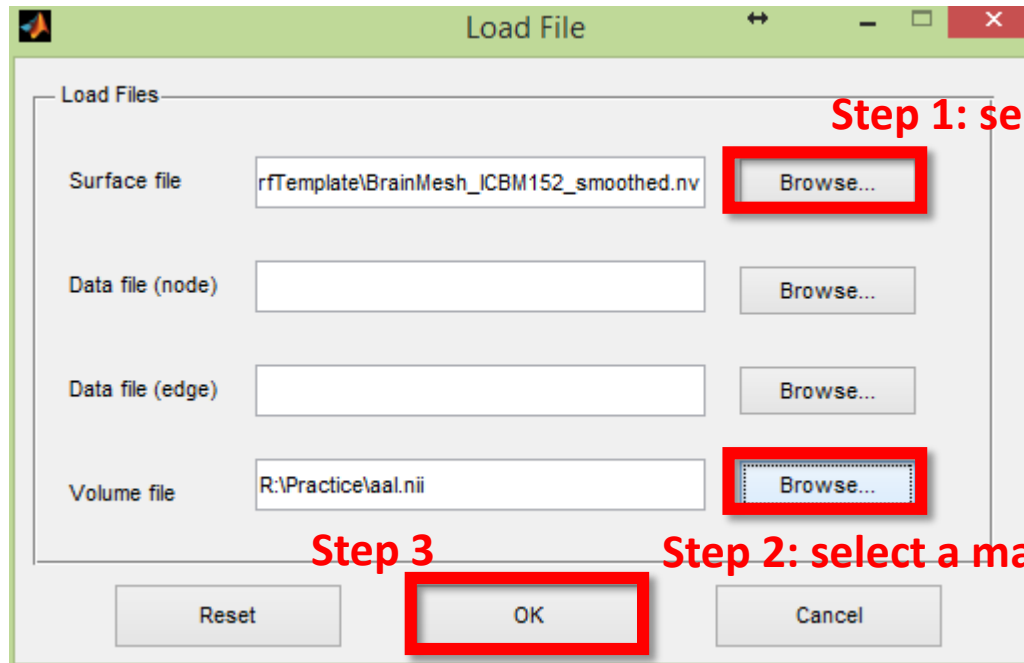 Load File
Load Files
Step 1: se
Surface file rfTemplate\BrainMesh_ICBM152_smoothed.nv Browse...
Data file (node) Browse...
Data file (edge) Browse...
Volume file R:\Practice\aal.nii Browse...
Step 3 Step 2: select a ma
Reset OK Cancel